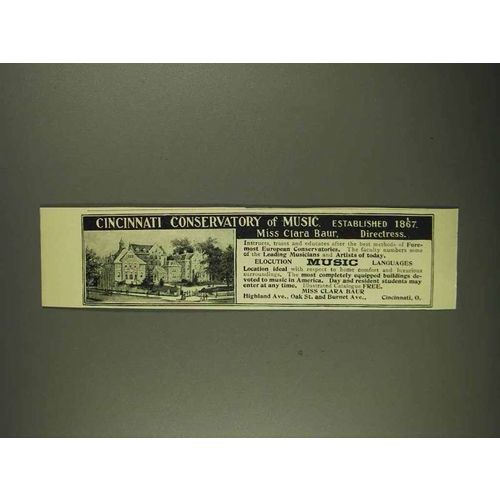 CINCINNATI CONSERVATORY of MUSIC. ESTABLISHED 1867.
Miss Clara Baur, Directress.
Instructs, trains and educates after the best methods of Fore-
most European Conservatories. The faculty numbers some
of the Leading Musicians and Artists of today.
ELOCUTION MUSIC LANGUAGES
Location ideal with respect to home comfort and luxurious
surroundings. The most completely equipped buildings de-
voted to music in America. Day and resident students may
enter at any time. Illustrated Catalogue FREE.
MISS CLARA BAUR
Highland Ave., Oak St. and Burnet Ave., Cincinnati, O.